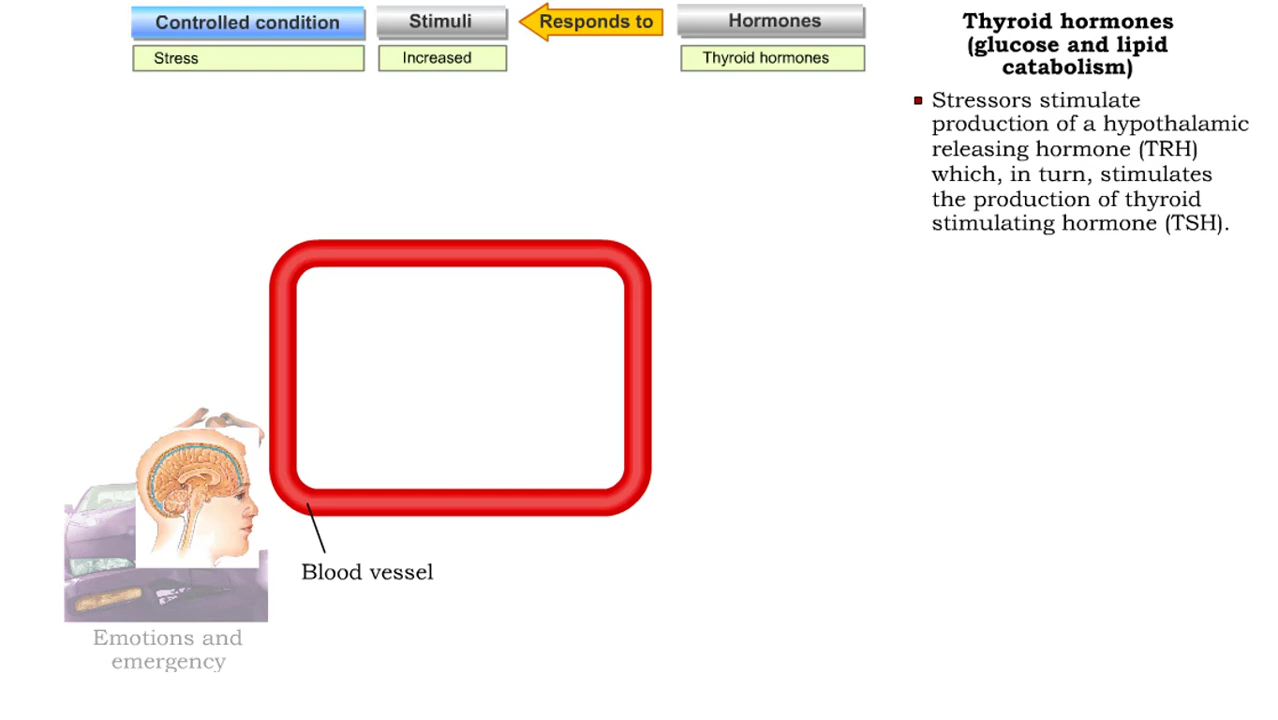 Controlled condition
Stimuli
Responds to
Hormones
Stress
Increased
Thyroid hormones
Thyroid hormones
(glucose and lipid
catabolism)
Stressors stimulate
production of a hypothalamic
releasing hormone (TRH)
which, in turn, stimulates
the production of thyroid
stimulating hormone (TSH).
Blood vessel
Emotions and
emergency